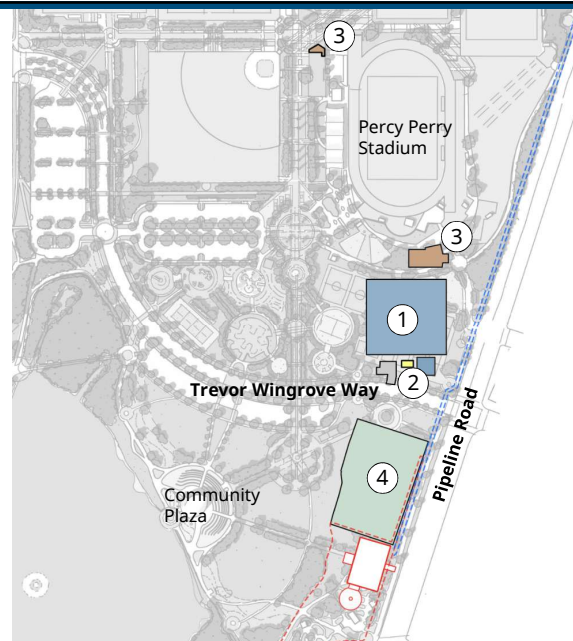 3
Percy Perry
Stadium
3
1
2
Trevor Wingrove Way
Pipeline Road
4
Community
Plaza